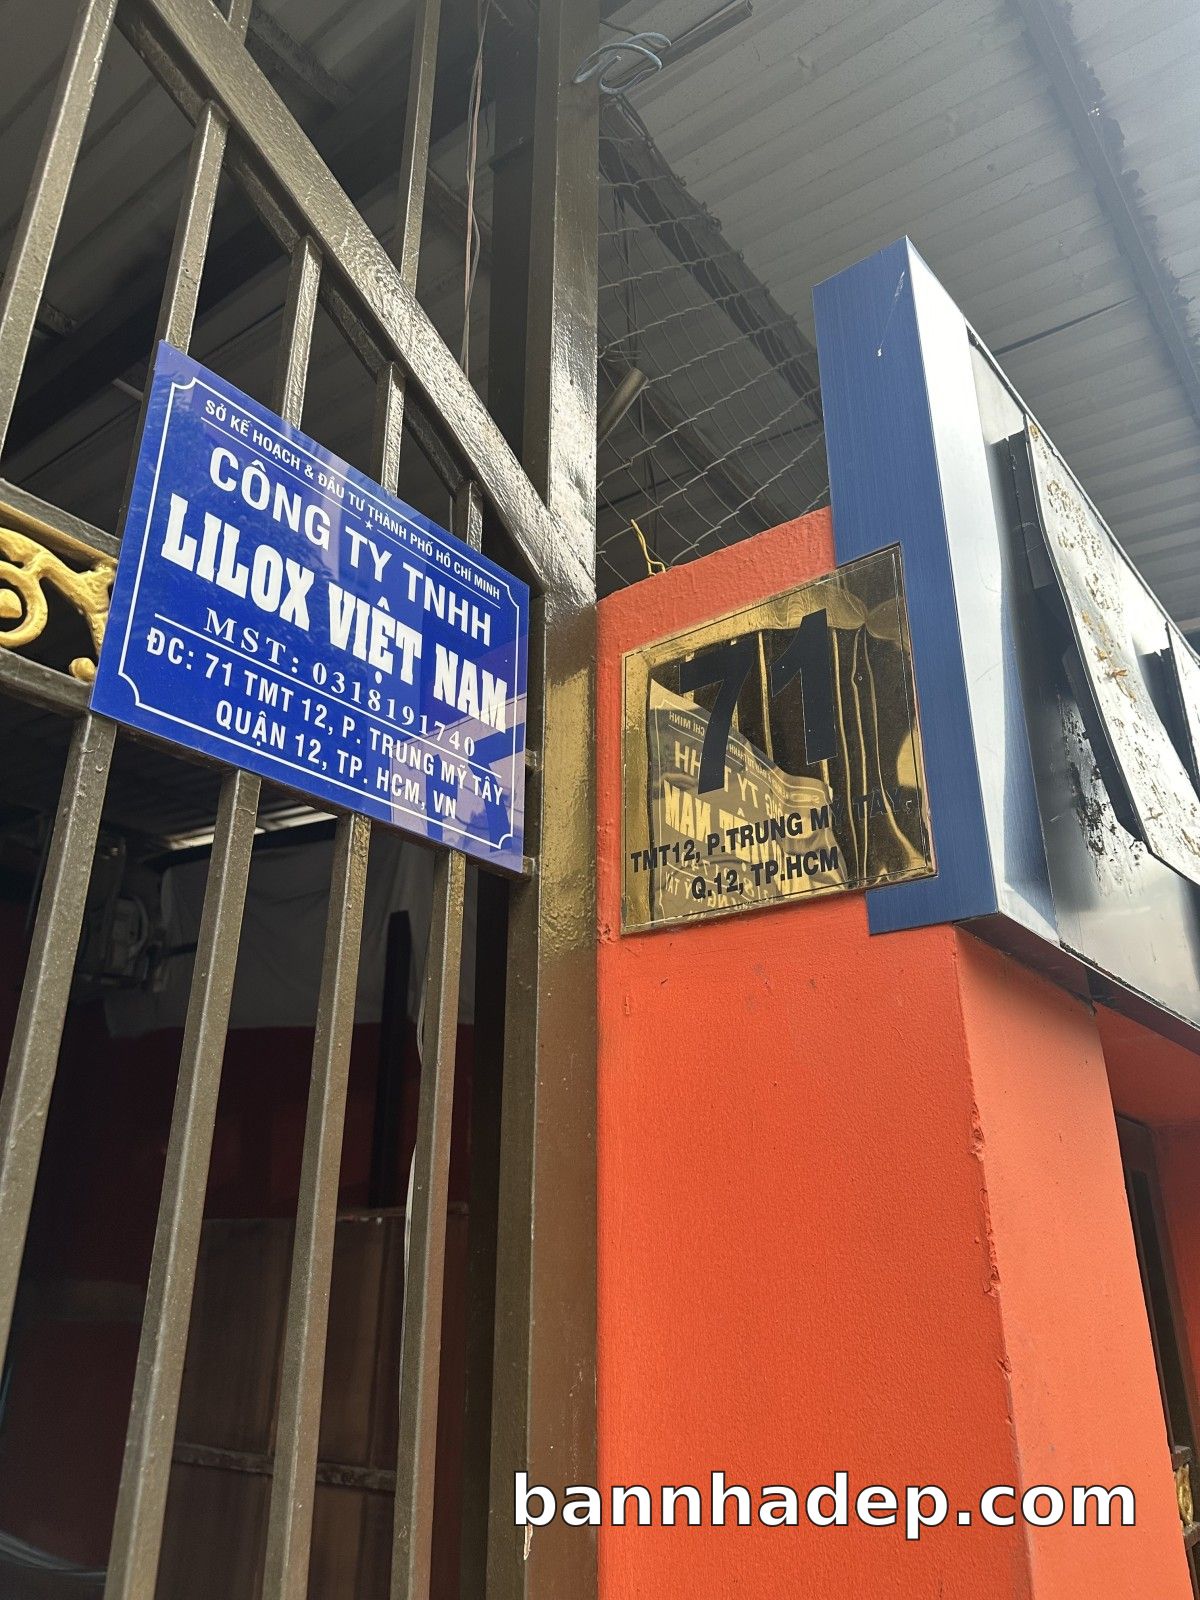 SỞ KẾ HOẠCH & ĐẦU TƯ THÀNH PHỐ HỒ CHÍ MINH
CÔNG TY TNHH
LILOX VIỆT NAM
MST: 0318191740
ĐC: 71 TMT 12, P. TRUNG MỸ TÂY
QUẬN 12, TP. HCM, VN
71
TMT12, P.TRUNG MỸ TÂY,
Q.12, TP.HCM
bannhadep.com